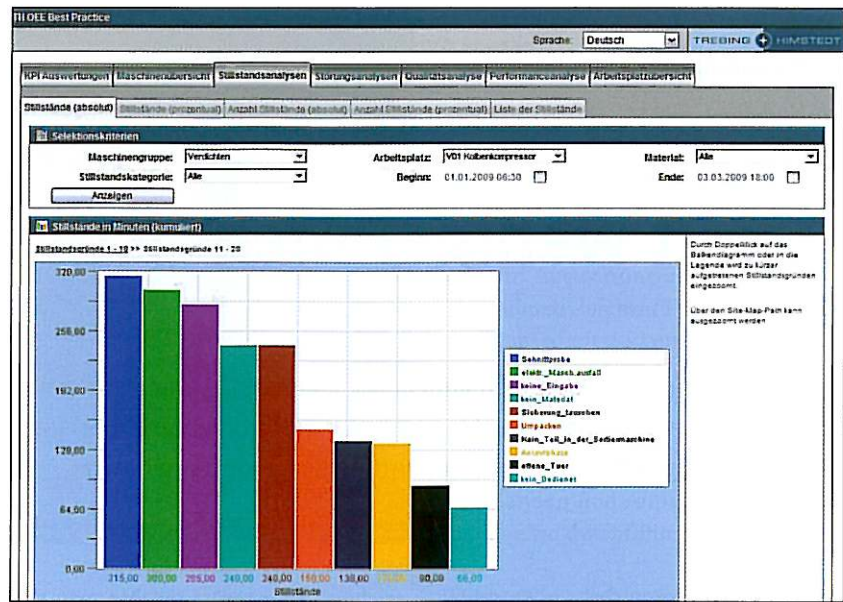 OEE Best Practice
Sprache: Deutsch TREBING + HIMSTEDT
KPI Auswertungen Maschinenübersicht Stillstandsanalysen Störungsanalysen Qualitätsanalyse Performanceanalyse Arbeitsplatzübersicht
Stillstände (absolut) Stillstände (prozentual) Anzahl Stillstände (absolut) Anzahl Stillstände (prozentual) Liste der Stillstände
Selektionskriterien
Maschinengruppe: Verdichten Arbeitsplatz: V01 Kolbenkompressor Material: Alle
Stillstandskategorie: Alle Beginn: 01.01.2009 06:30 Ende: 03.03.2009 18:00
Anzeigen
Stillstände in Minuten (kumuliert)
Stillstandsgründe 1 - 10 >> Stillstandsgründe 11 - 20
Durch Doppelklick auf das
Balkendiagramm oder in die
Legende wird zu kürzer
aufgetretenen Stillstandsgründen
eingezoomt.
Über den Site-Map-Path kann
ausgezoomt werden
320,00
256,00
192,00
128,00
64,00
0,00
Schnittprobe
elektr._Masch.ausfall
keine_Eingabe
kein_Material
Sicherung_tauschen
Umpacken
Kein_Teil_in_der_Sortiermaschine
Anlaufphase
offene_Tuer
kein_Bediener
315,00 300,00 285,00 240,00 240,00 150,00 138,00 90,00 66,00
Stillstände